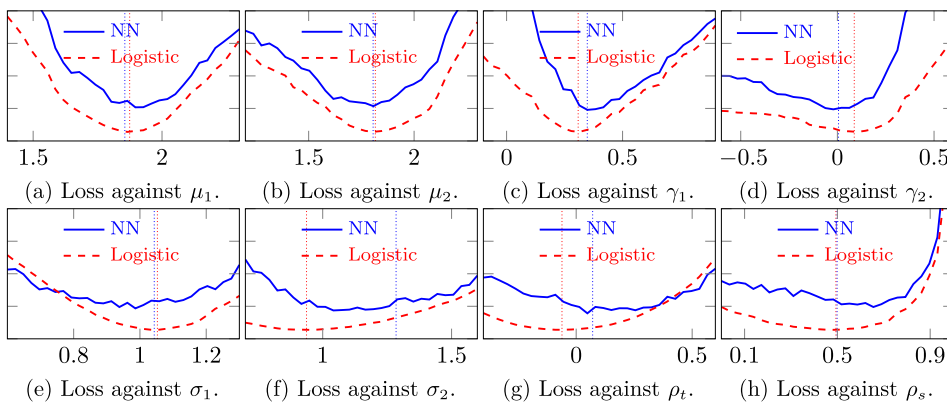 NN NN NN NN
Logistic Logistic Logistic Logistic
1.5 2 1.5 2 0 0.5 −0.5 0 0.5
(a) Loss against μ₁. (b) Loss against μ₂. (c) Loss against γ₁. (d) Loss against γ₂.
NN NN NN NN
Logistic Logistic Logistic Logistic
0.8 1 1.2 1 1.5 0 0.5 0.1 0.5 0.9
(e) Loss against σ₁. (f) Loss against σ₂. (g) Loss against ρₜ. (h) Loss against ρₛ.